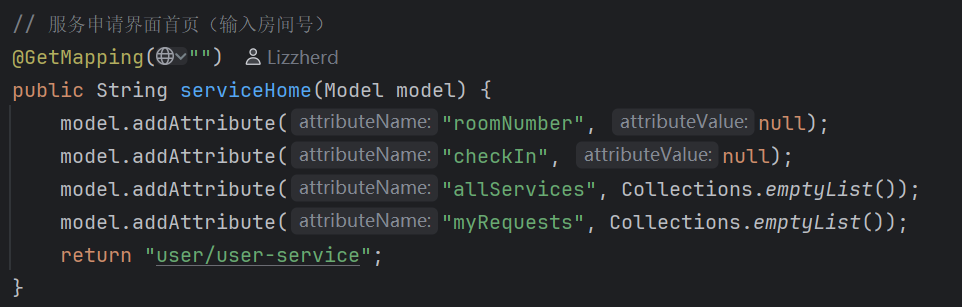 // 服务申请界面首页（输入房间号）
@GetMapping("") Lizzherd
public String serviceHome(Model model) {
model.addAttribute( attributeName: "roomNumber", attributeValue: null);
model.addAttribute( attributeName: "checkIn", attributeValue: null);
model.addAttribute( attributeName: "allServices", Collections.emptyList());
model.addAttribute( attributeName: "myRequests", Collections.emptyList());
return "user/user-service";
}